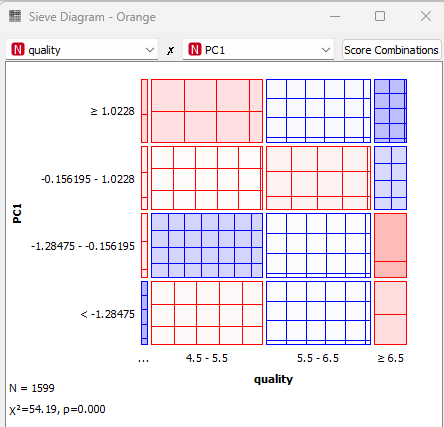 Sieve Diagram - Orange
N quality
x
N PC1
Score Combinations
≥ 1.0228
-0.156195 - 1.0228
-1.28475 - -0.156195
< -1.28475
PC1
... 4.5 - 5.5 5.5 - 6.5 ≥ 6.5
quality
N = 1599
χ²=54.19, p=0.000